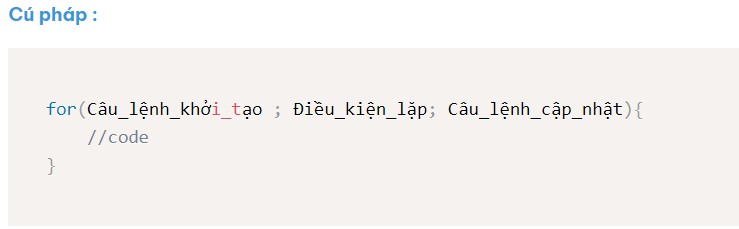 Cú pháp :
for(Câu_lệnh_khởi_tạo ; Điều_kiện_lặp; Câu_lệnh_cập_nhật){
//code
}